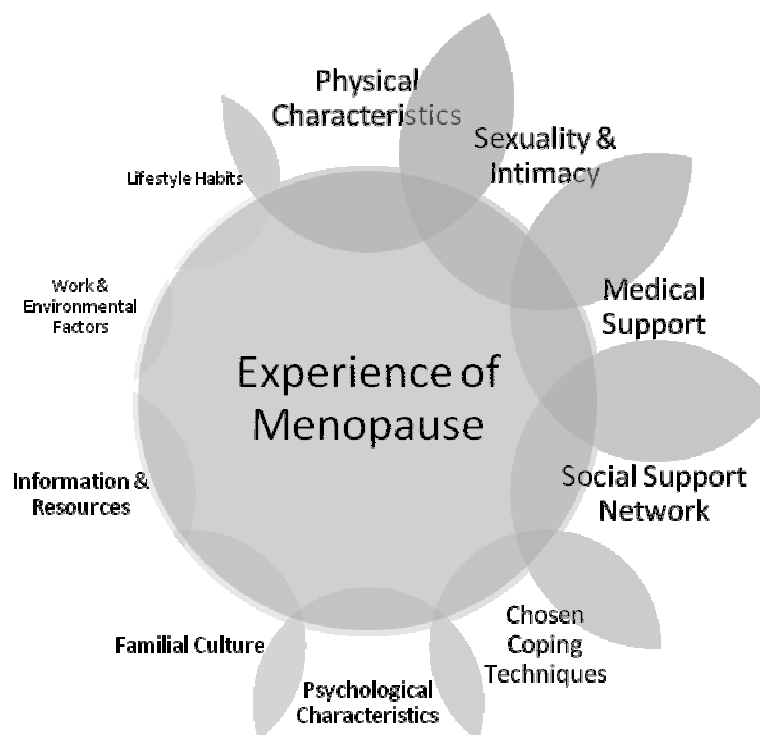 Physical
Characteristics
Sexuality &
Intimacy
Lifestyle Habits
Work &
Environmental
Factors
Medical
Support
Experience of
Menopause
Information &
Resources
Social Support
Network
Chosen
Coping
Techniques
Familial Culture
Psychological
Characteristics